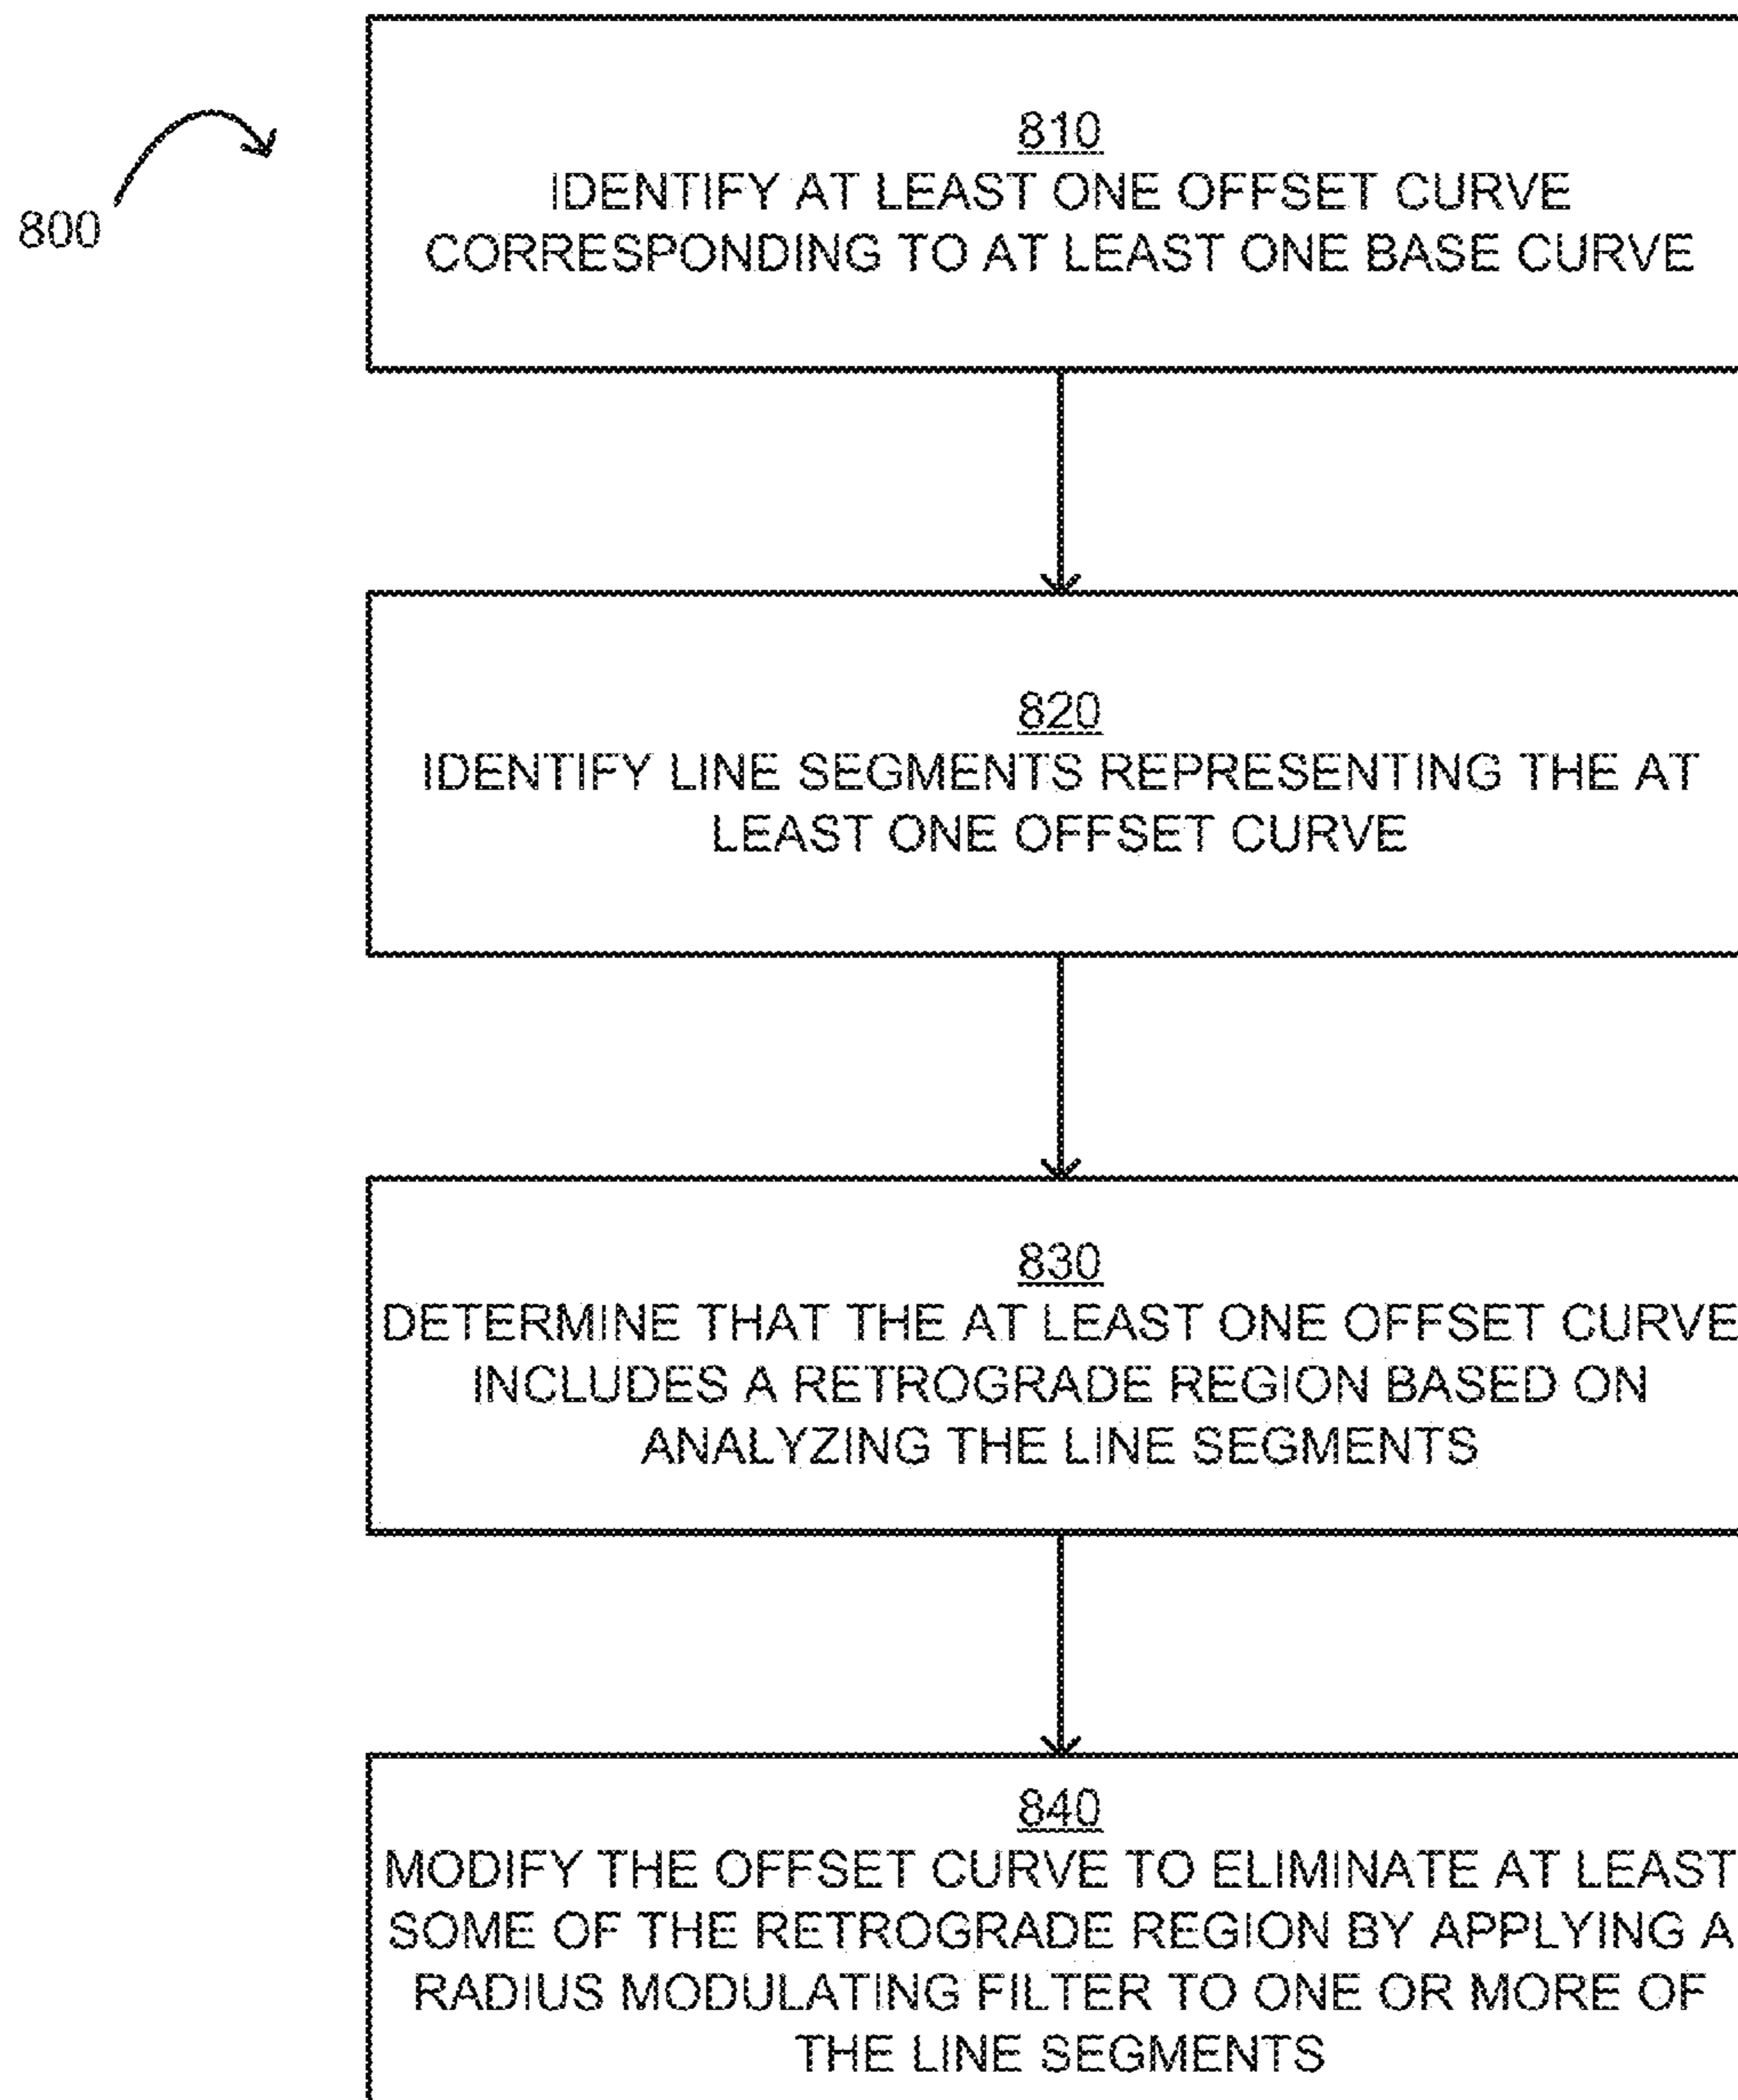 800
810
IDENTIFY AT LEAST ONE OFFSET CURVE
CORRESPONDING TO AT LEAST ONE BASE CURVE
820
IDENTIFY LINE SEGMENTS REPRESENTING THE AT
LEAST ONE OFFSET CURVE
830
DETERMINE THAT THE AT LEAST ONE OFFSET CURVE
INCLUDES A RETROGRADE REGION BASED ON
ANALYZING THE LINE SEGMENTS
840
MODIFY THE OFFSET CURVE TO ELIMINATE AT LEAST
SOME OF THE RETROGRADE REGION BY APPLYING A
RADIUS MODULATING FILTER TO ONE OR MORE OF
THE LINE SEGMENTS